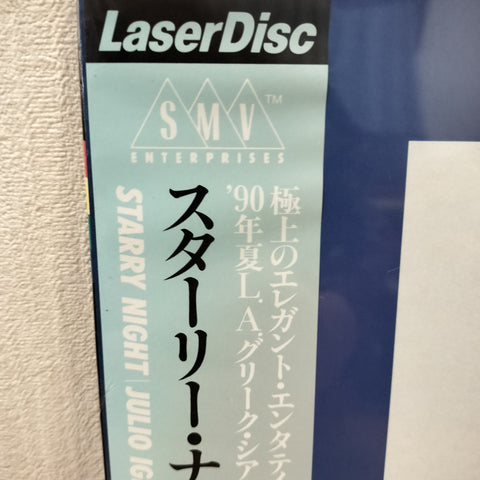 LaserDisc
SMV™
ENTERPRISES
極上のエレガント・エンタテイ
'90年夏L.A.グリーク・シア
スターリー・ナ
STARRY NIGHT | JULIO IG